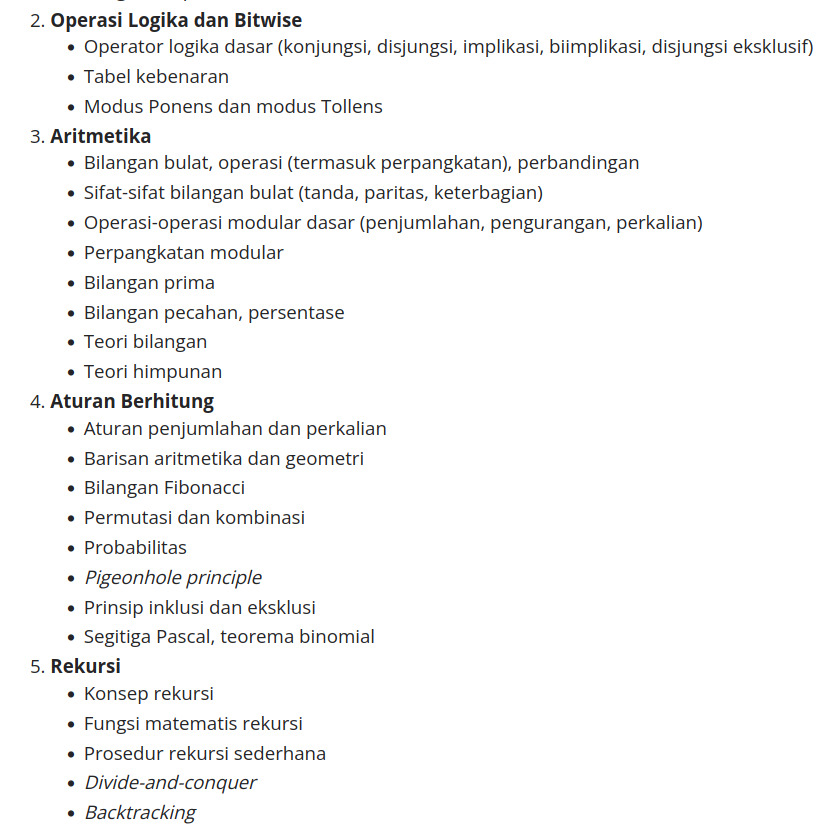 2. Operasi Logika dan Bitwise
• Operator logika dasar (konjungsi, disjungsi, implikasi, biimplikasi, disjungsi eksklusif)
• Tabel kebenaran
• Modus Ponens dan modus Tollens
3. Aritmetika
• Bilangan bulat, operasi (termasuk perpangkatan), perbandingan
• Sifat-sifat bilangan bulat (tanda, paritas, keterbagian)
• Operasi-operasi modular dasar (penjumlahan, pengurangan, perkalian)
• Perpangkatan modular
• Bilangan prima
• Bilangan pecahan, persentase
• Teori bilangan
• Teori himpunan
4. Aturan Berhitung
• Aturan penjumlahan dan perkalian
• Barisan aritmetika dan geometri
• Bilangan Fibonacci
• Permutasi dan kombinasi
• Probabilitas
• Pigeonhole principle
• Prinsip inklusi dan eksklusi
• Segitiga Pascal, teorema binomial
5. Rekursi
• Konsep rekursi
• Fungsi matematis rekursi
• Prosedur rekursi sederhana
• Divide-and-conquer
• Backtracking